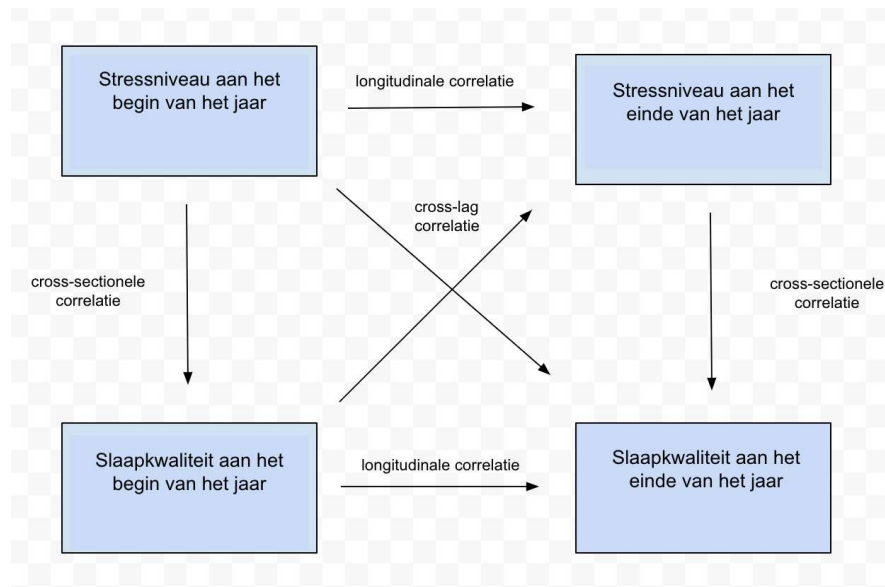 Stressniveau aan het
begin van het jaar
longitudinale correlatie
Stressniveau aan het
einde van het jaar
cross-lag
correlatie
cross-sectionele
correlatie
cross-sectionele
correlatie
Slaapkwaliteit aan het
begin van het jaar
longitudinale correlatie
Slaapkwaliteit aan het
einde van het jaar